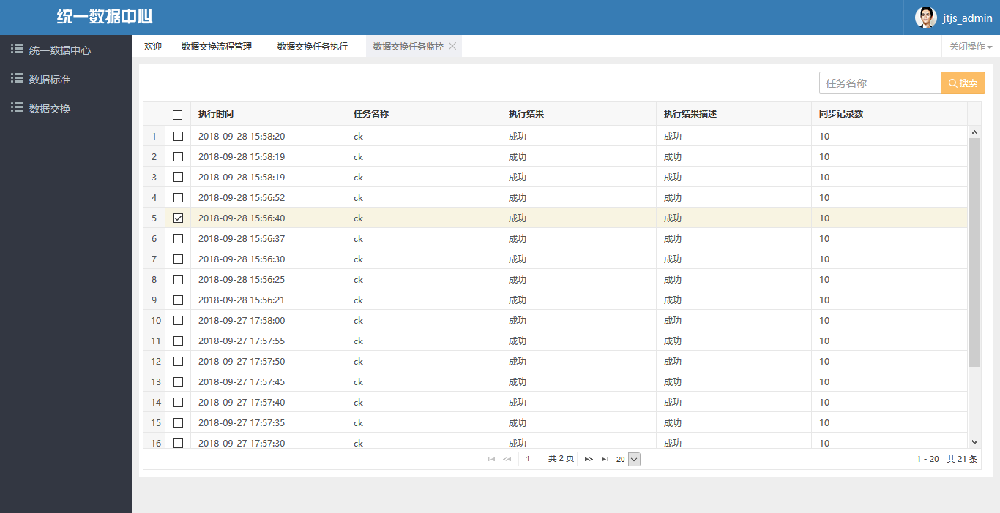 统一数据中心
jtjs_admin
统一数据中心
数据标准
数据交换
欢迎 数据交换流程管理 数据交换任务执行 数据交换任务监控 关闭操作
任务名称 搜索
执行时间 任务名称 执行结果 执行结果描述 同步记录数
1 2018-09-28 15:58:20 ck 成功 成功 10
2 2018-09-28 15:58:19 ck 成功 成功 10
3 2018-09-28 15:58:19 ck 成功 成功 10
4 2018-09-28 15:56:52 ck 成功 成功 10
5 2018-09-28 15:56:40 ck 成功 成功 10
6 2018-09-28 15:56:37 ck 成功 成功 10
7 2018-09-28 15:56:30 ck 成功 成功 10
8 2018-09-28 15:56:25 ck 成功 成功 10
9 2018-09-28 15:56:21 ck 成功 成功 10
10 2018-09-27 17:58:00 ck 成功 成功 10
11 2018-09-27 17:57:55 ck 成功 成功 10
12 2018-09-27 17:57:50 ck 成功 成功 10
13 2018-09-27 17:57:45 ck 成功 成功 10
14 2018-09-27 17:57:40 ck 成功 成功 10
15 2018-09-27 17:57:35 ck 成功 成功 10
16 2018-09-27 17:57:30 ck 成功 成功 10
1 共 2 页 20 1 - 20 共 21 条